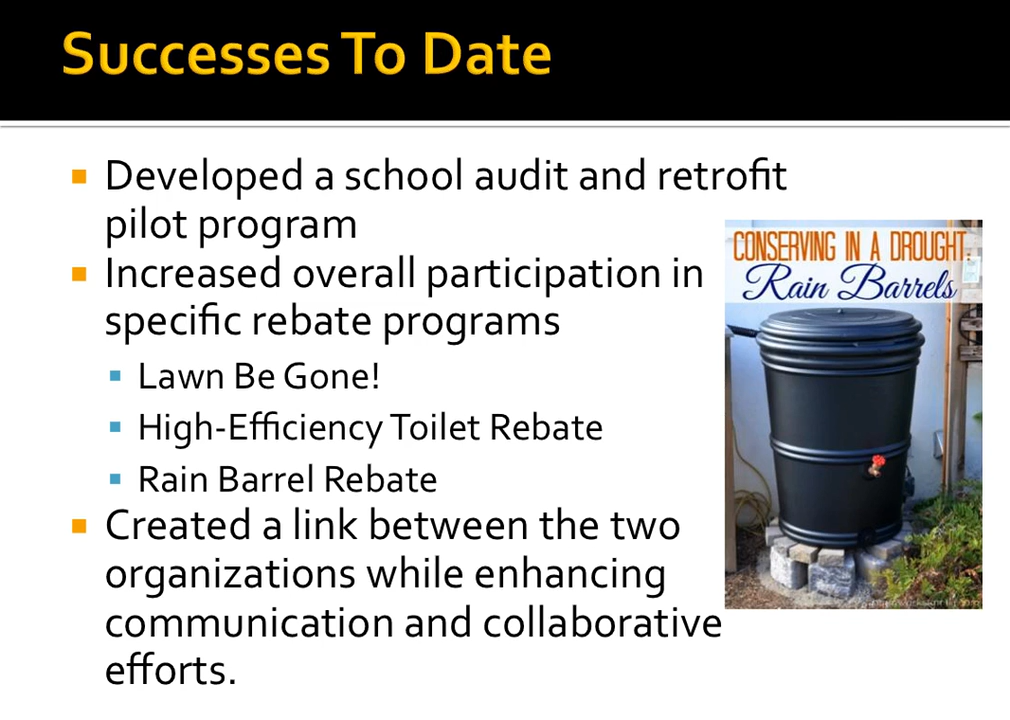 Successes To Date
Developed a school audit and retrofit
pilot program
Increased overall participation in
specific rebate programs
Lawn Be Gone!
High-Efficiency Toilet Rebate
Rain Barrel Rebate
Created a link between the two
organizations while enhancing
communication and collaborative
efforts.
CONSERVING IN A DROUGHT:
Rain Barrels